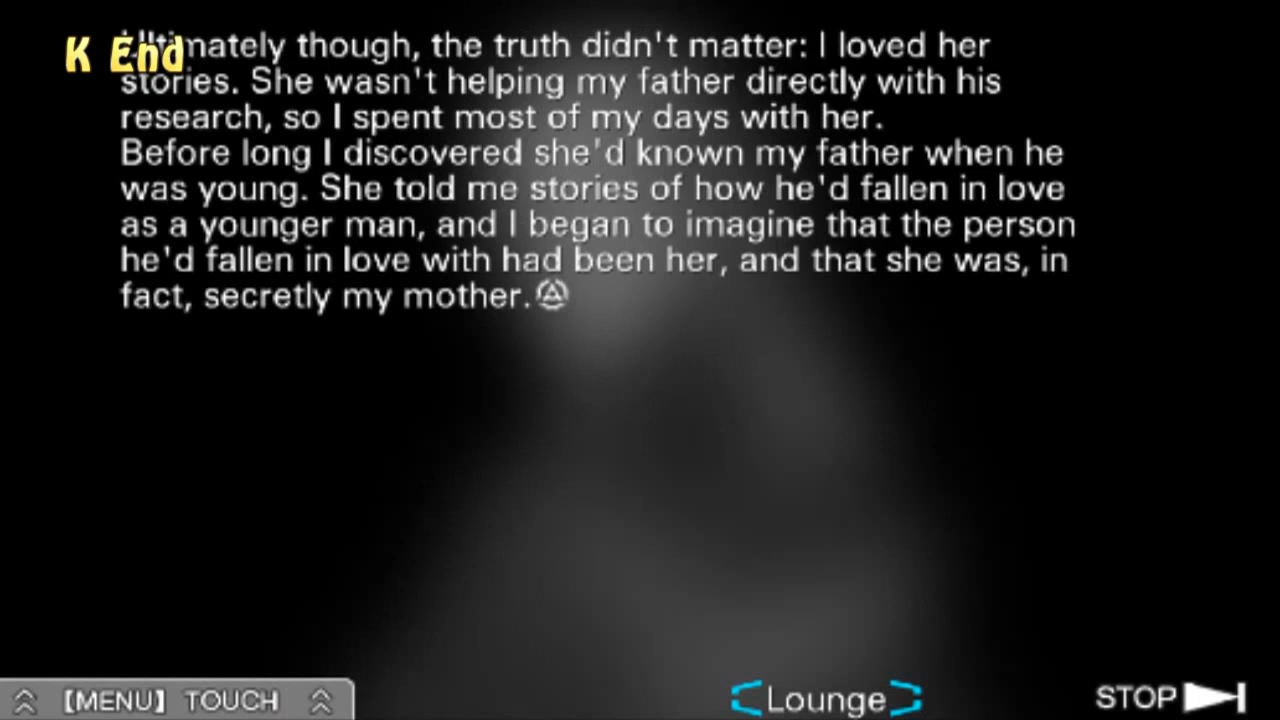 K End
Ultimately though, the truth didn't matter: I loved her
stories. She wasn't helping my father directly with his
research, so I spent most of my days with her.
Before long I discovered she'd known my father when he
was young. She told me stories of how he'd fallen in love
as a younger man, and I began to imagine that the person
he'd fallen in love with had been her, and that she was, in
fact, secretly my mother.
【MENU】 TOUCH
Lounge
STOP